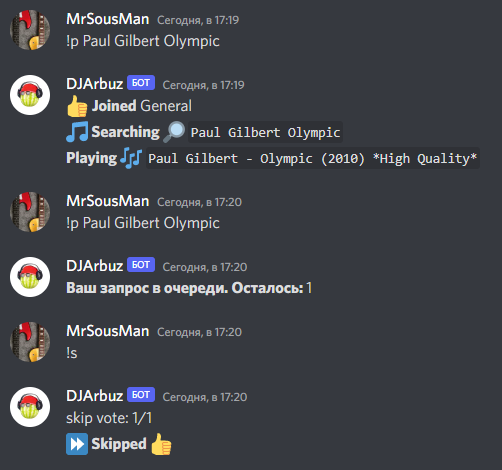 MrSousMan Сегодня, в 17:19
!p Paul Gilbert Olympic
DJArbuz БОТ Сегодня, в 17:19
👍 Joined General
🎵 Searching 🔎 Paul Gilbert Olympic
Playing 🎶 Paul Gilbert - Olympic (2010) *High Quality*
MrSousMan Сегодня, в 17:20
!p Paul Gilbert Olympic
DJArbuz БОТ Сегодня, в 17:20
Ваш запрос в очереди. Осталось: 1
MrSousMan Сегодня, в 17:20
!s
DJArbuz БОТ Сегодня, в 17:20
skip vote: 1/1
⏩ Skipped 👍